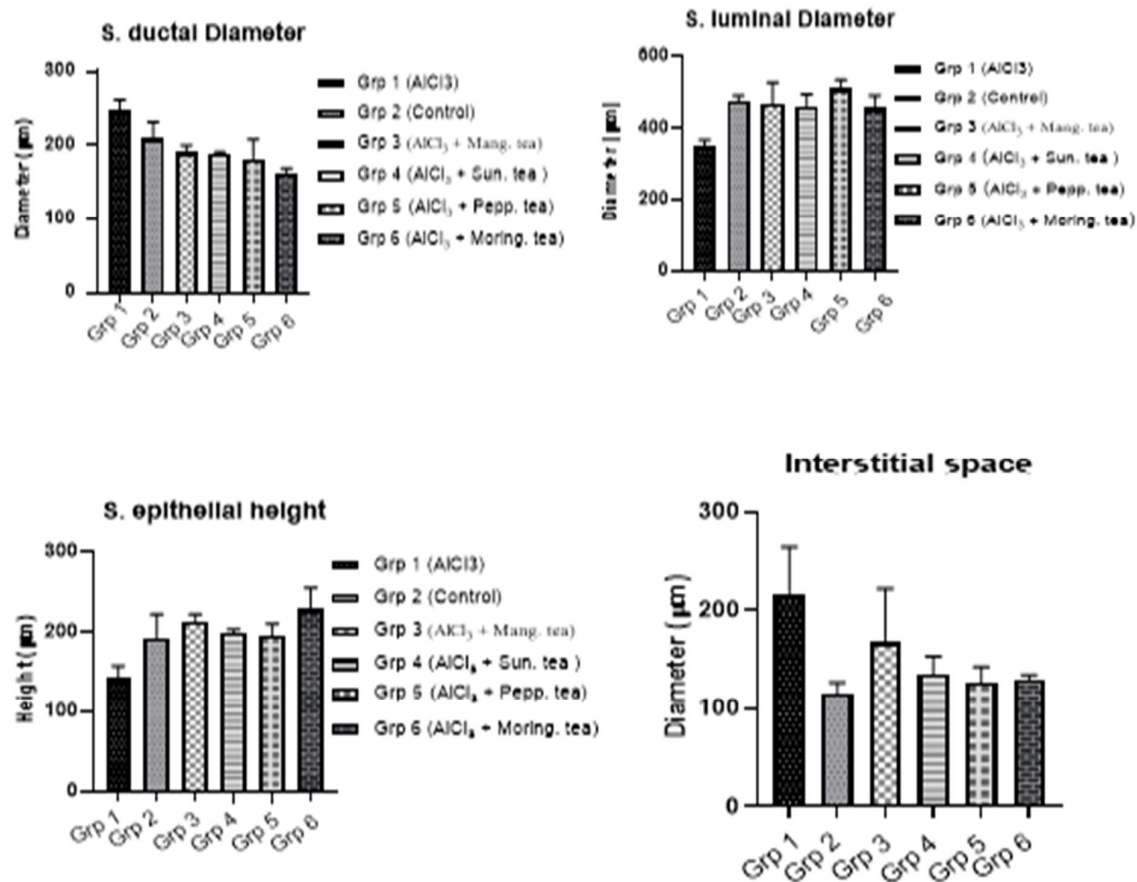 S. ductal Diameter
300
200
100
0
Diameter (μm)
Grp 1
Grp 2
Grp 3
Grp 4
Grp 5
Grp 6
Grp 1 (AlCl3)
Grp 2 (Control)
Grp 3 (AlCl₃ + Mang. tea)
Grp 4 (AlCl₃ + Sun. tea )
Grp 5 (AlCl₃ + Pepp. tea)
Grp 6 (AlCl₃ + Moring. tea)
S. luminal Diameter
600
400
200
0
Diameter (μm)
Grp 1
Grp 2
Grp 3
Grp 4
Grp 5
Grp 6
Grp 1 (AlCl3)
Grp 2 (Control)
Grp 3 (AlCl₃ + Mang. tea)
Grp 4 (AlCl₃ + Sun. tea )
Grp 5 (AlCl₃ + Pepp. tea)
Grp 6 (AlCl₃ + Moring. tea)
S. epithelial height
300
200
100
0
Height (μm)
Grp 1
Grp 2
Grp 3
Grp 4
Grp 5
Grp 6
Grp 1 (AlCl3)
Grp 2 (Control)
Grp 3 (AlCl₃ + Mang. tea)
Grp 4 (AlCl₃ + Sun. tea )
Grp 5 (AlCl₃ + Pepp. tea)
Grp 6 (AlCl₃ + Moring. tea)
Interstitial space
300
200
100
0
Diameter (μm)
Grp 1
Grp 2
Grp 3
Grp 4
Grp 5
Grp 6